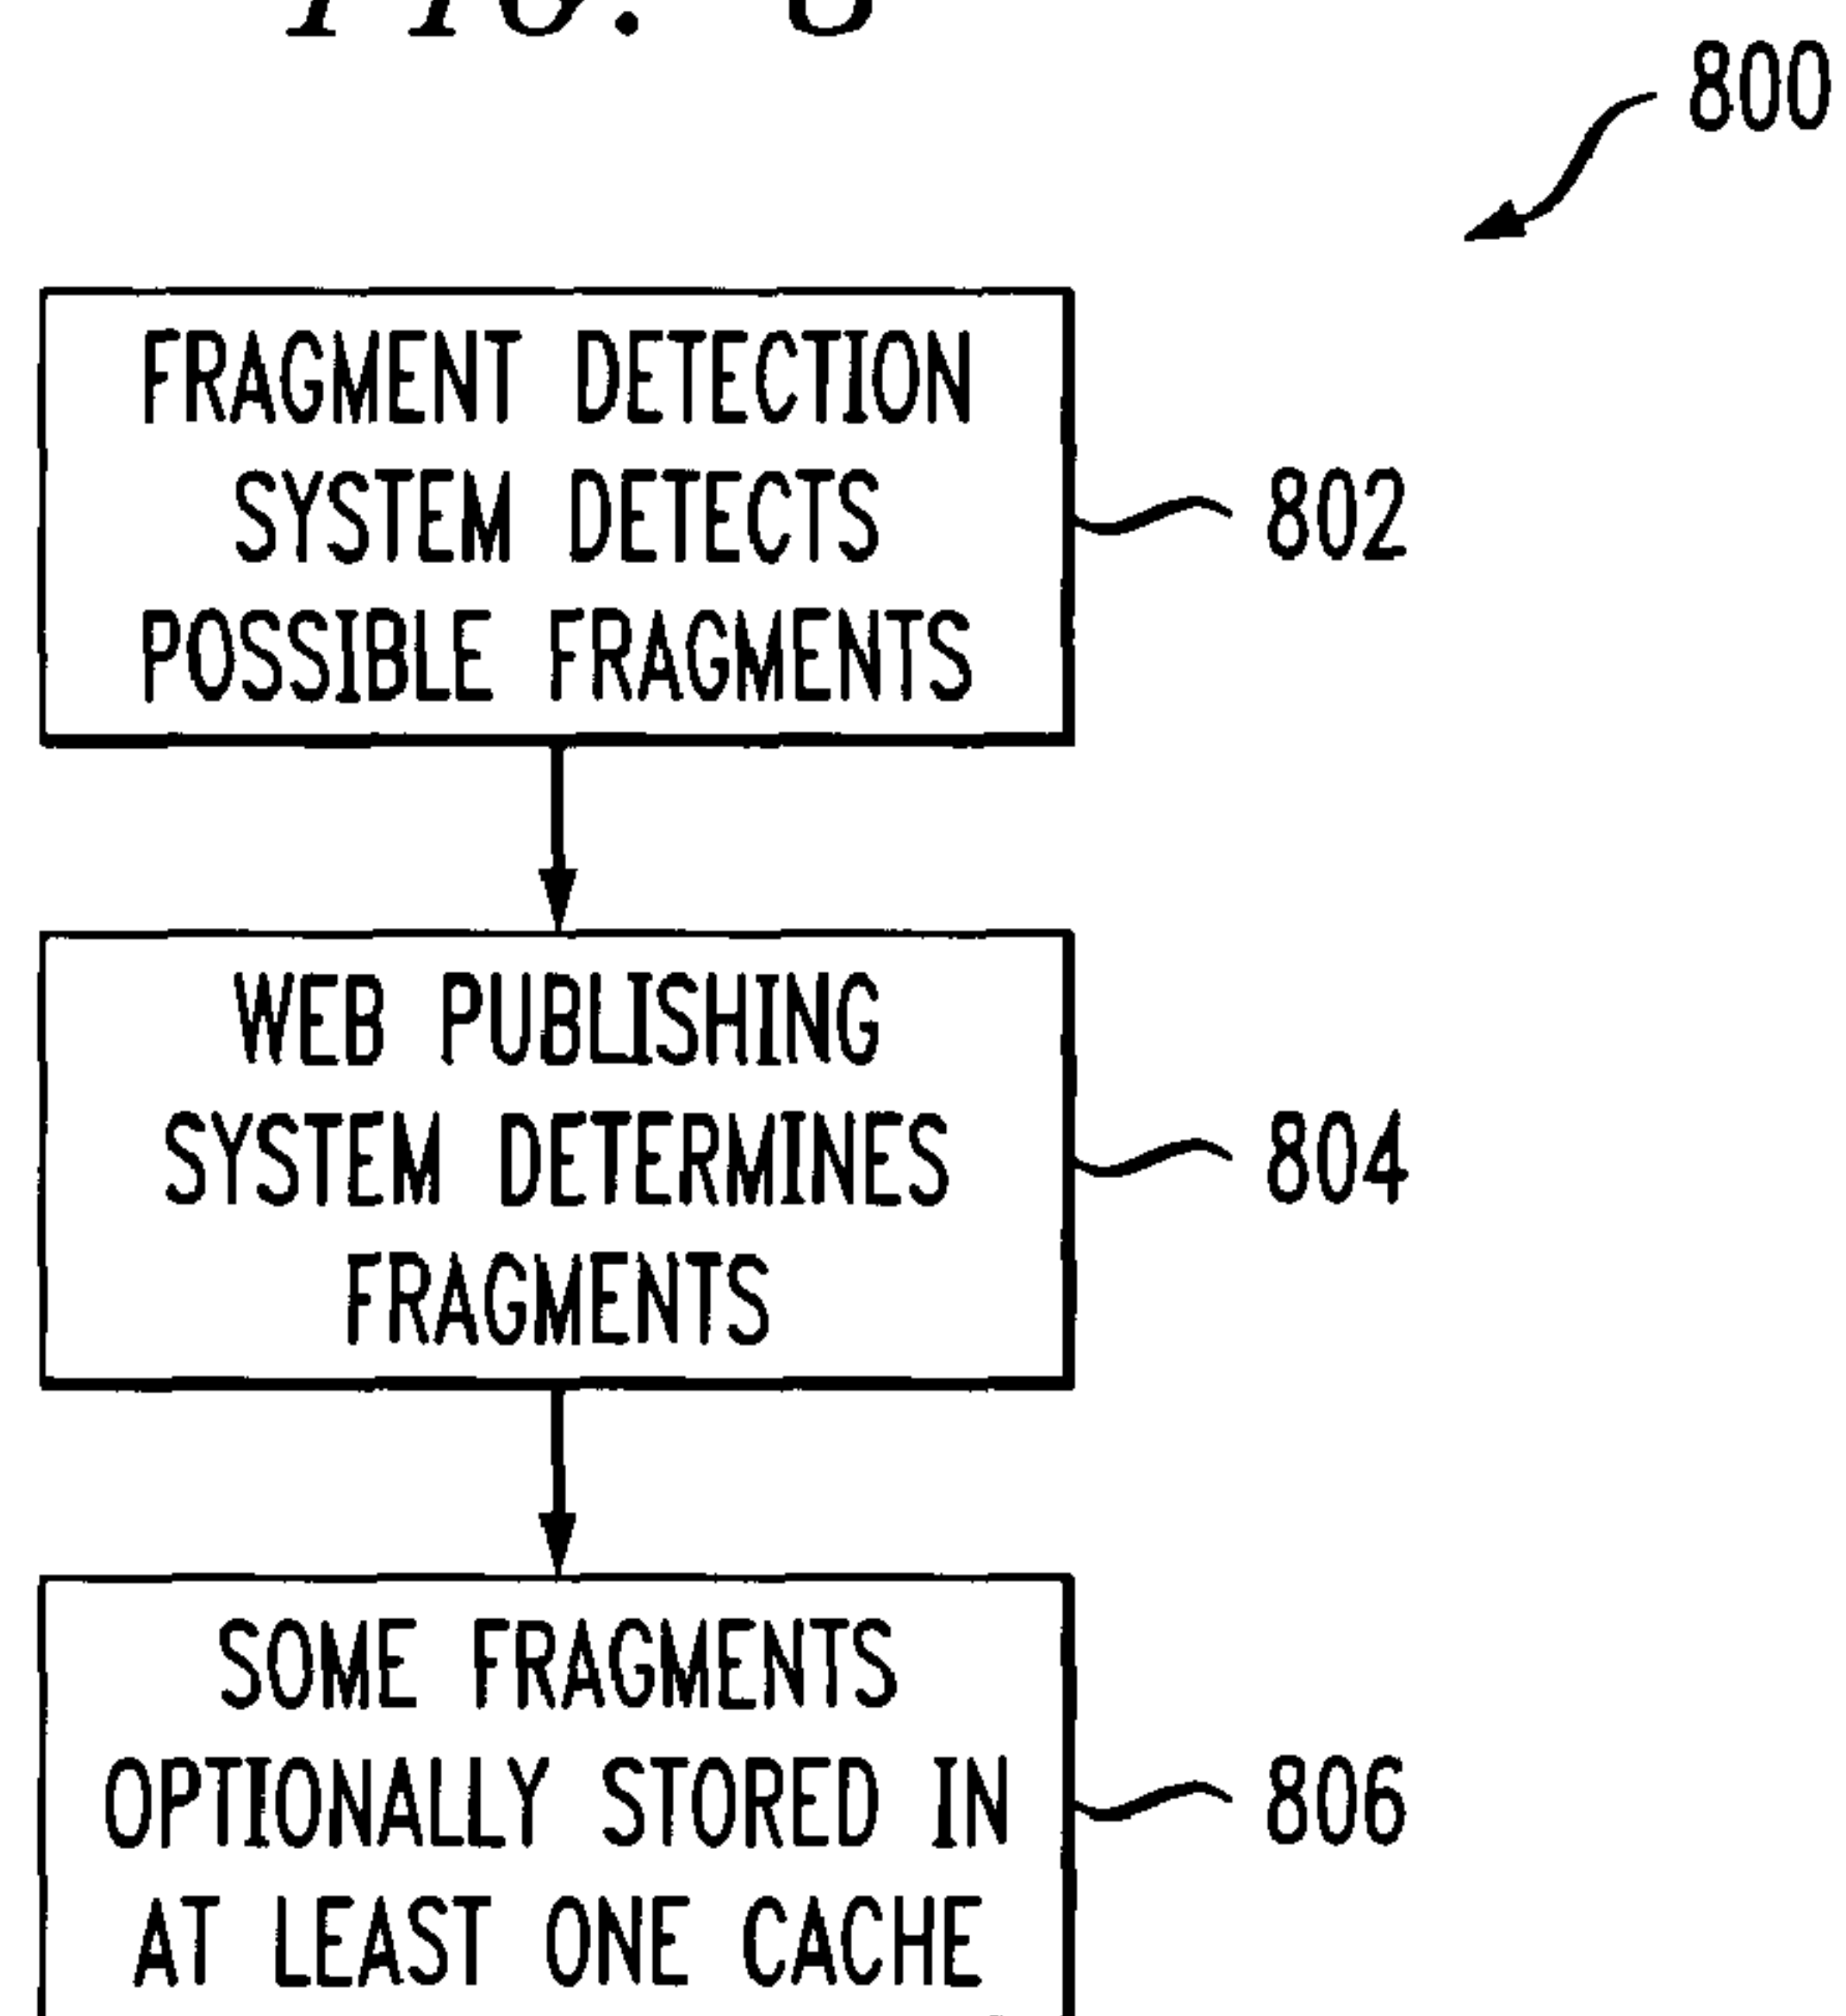 800
FRAGMENT DETECTION
SYSTEM DETECTS
POSSIBLE FRAGMENTS
802
WEB PUBLISHING
SYSTEM DETERMINES
FRAGMENTS
804
SOME FRAGMENTS
OPTIONALLY STORED IN
AT LEAST ONE CACHE
806